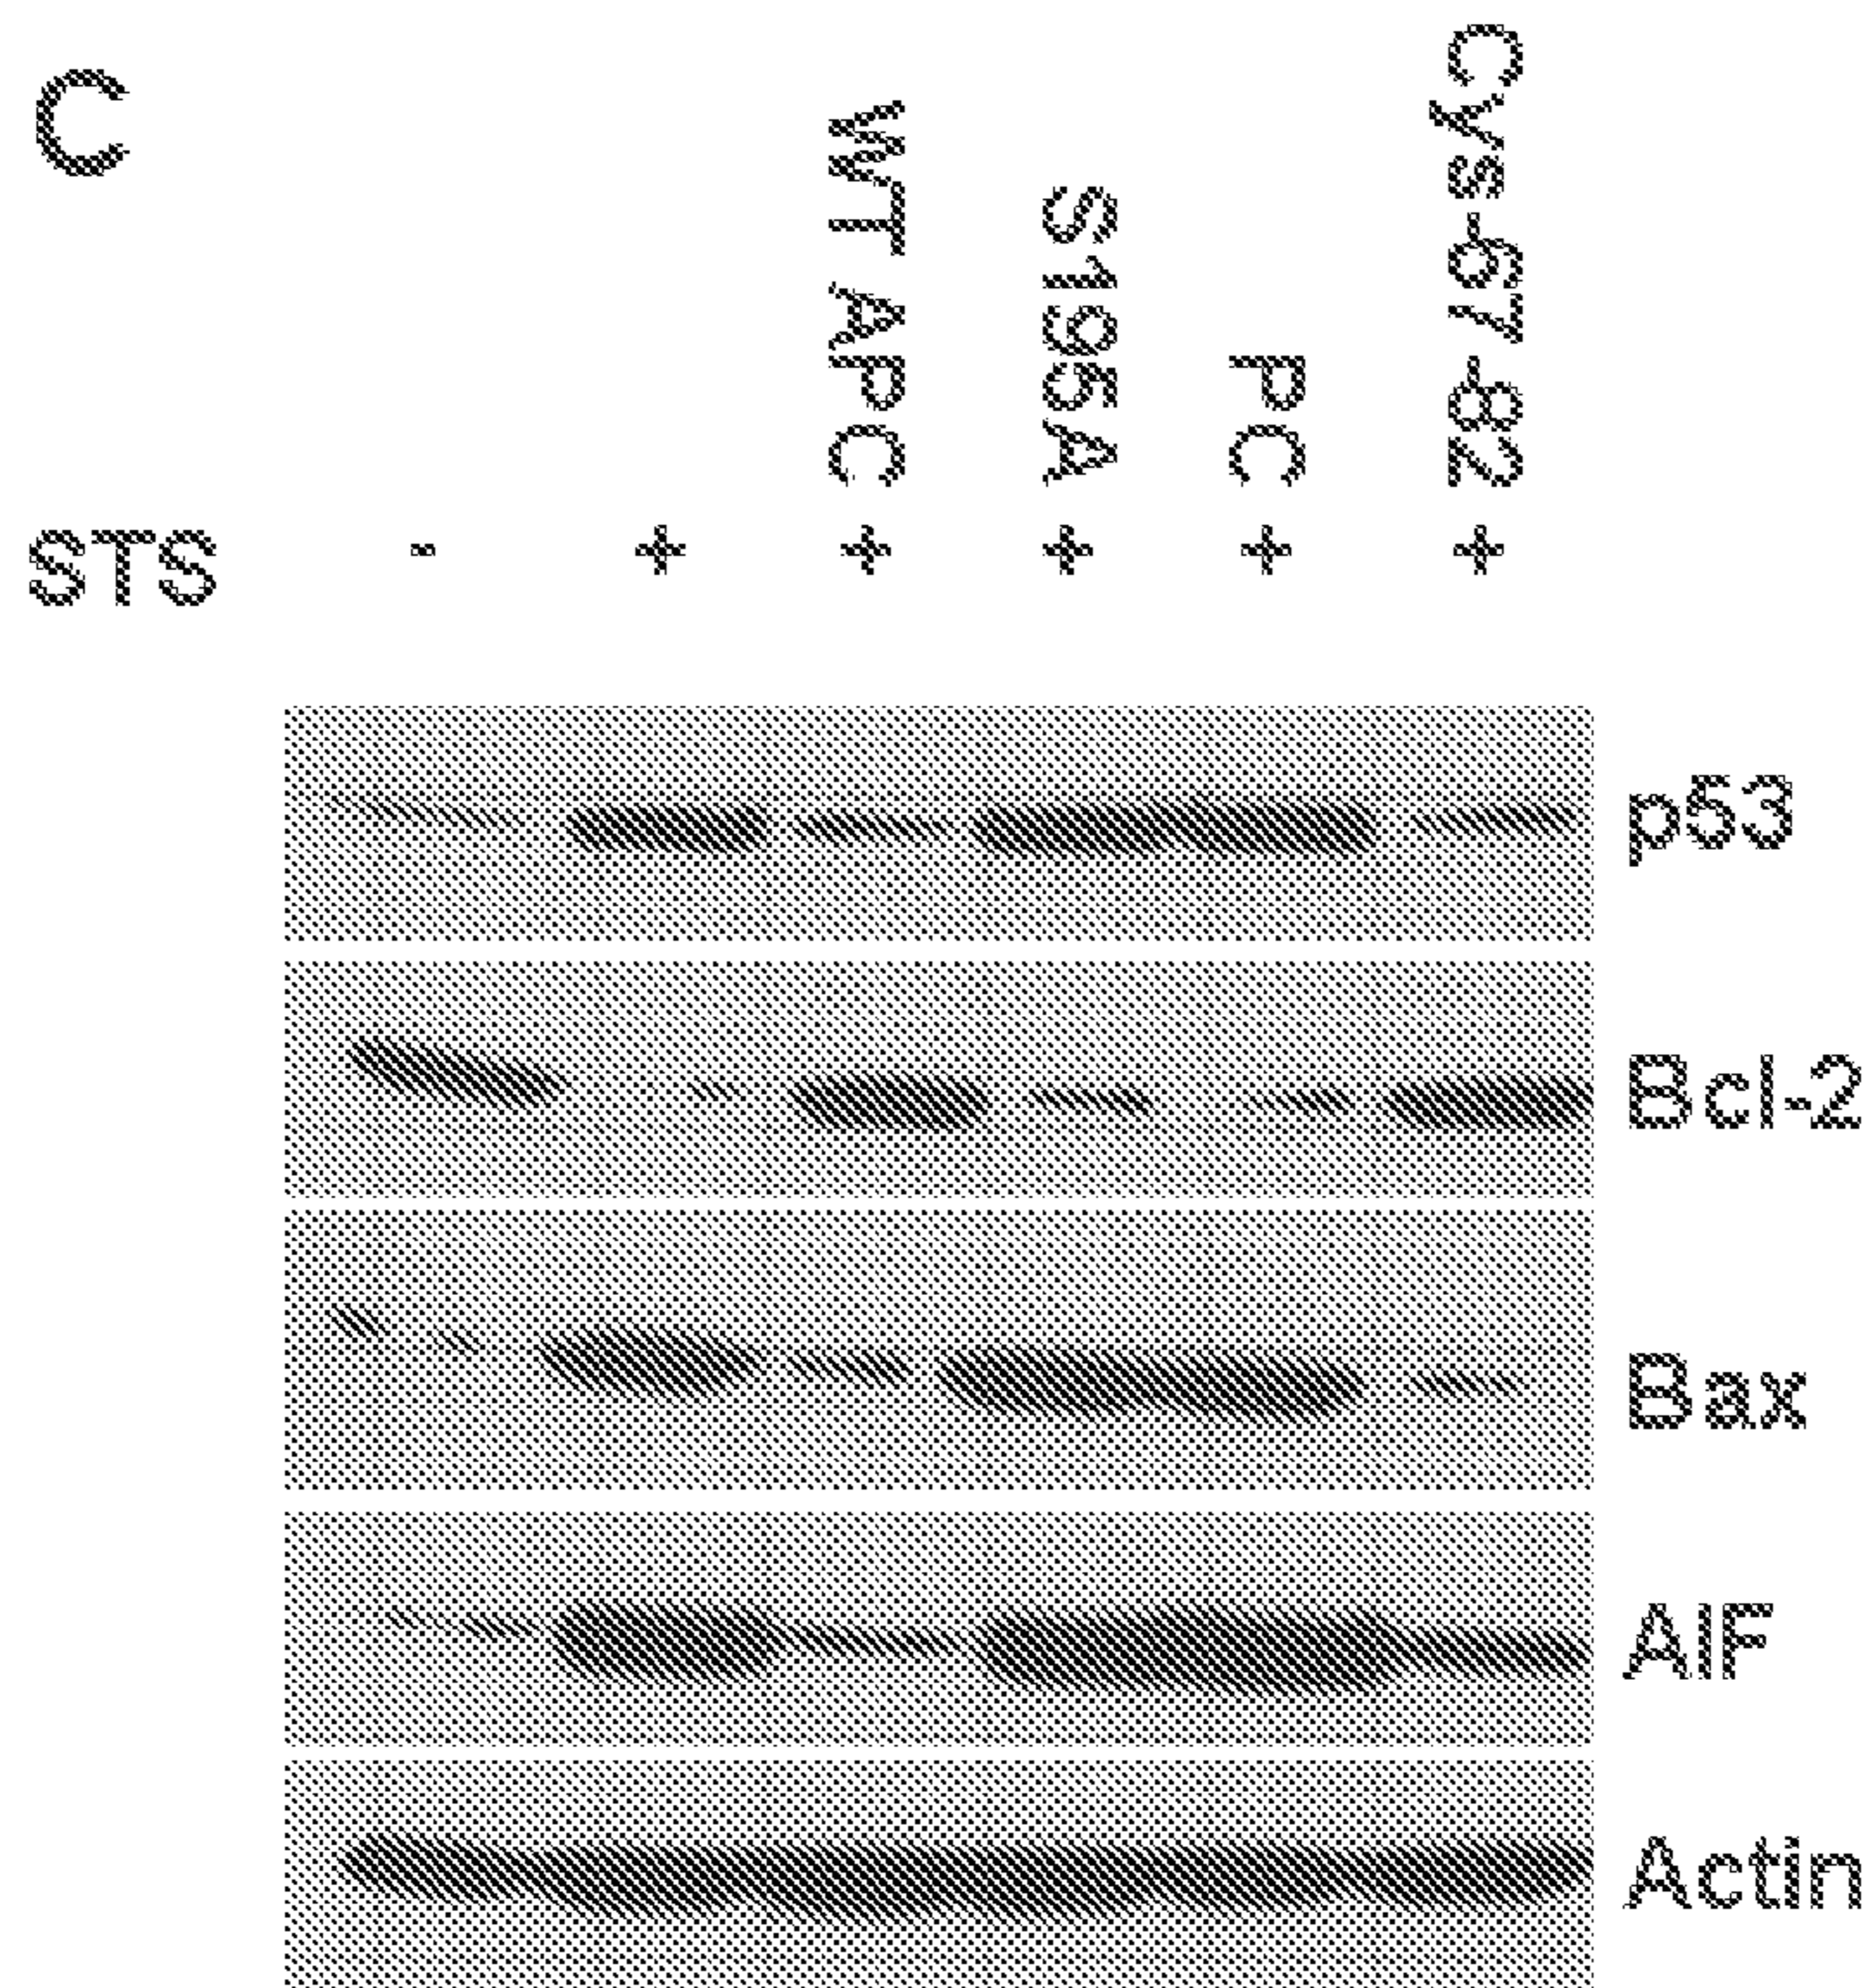 C
WT APC
S195A
PC
Cys-67-82
STS - + + + + +
p53
Bcl-2
Bax
AIF
Actin